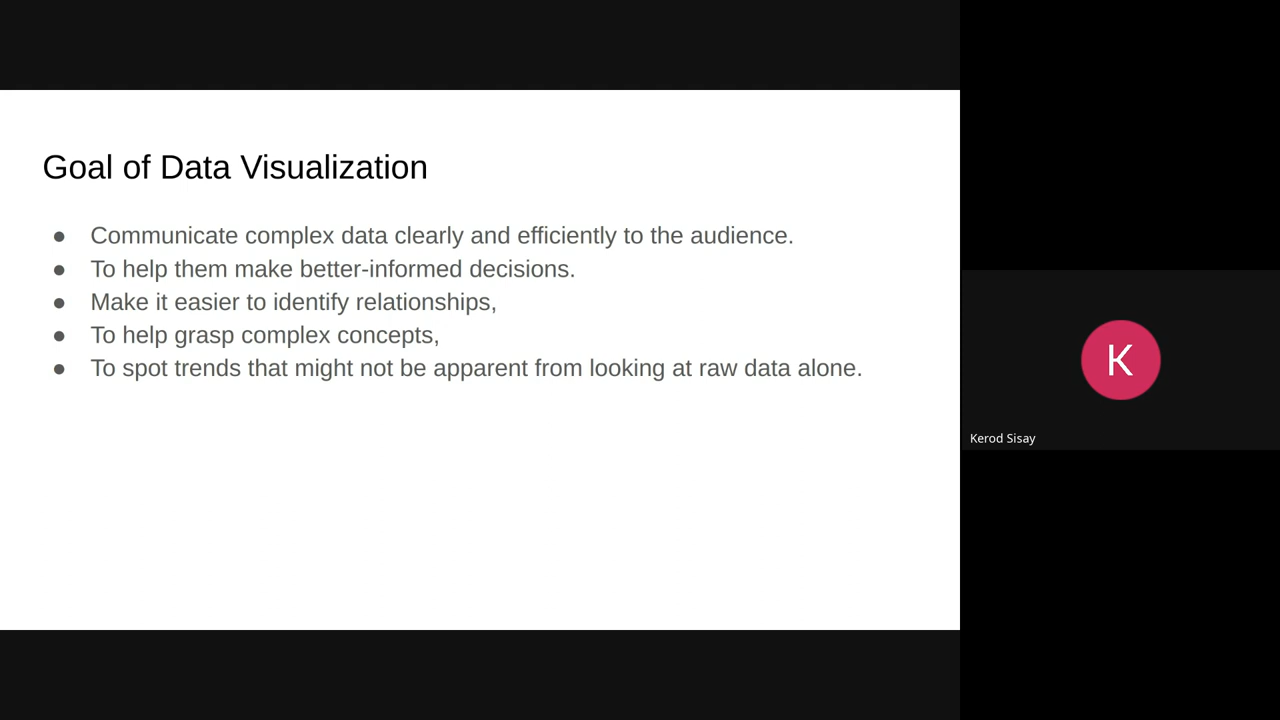 Goal of Data Visualization
● Communicate complex data clearly and efficiently to the audience.
● To help them make better-informed decisions.
● Make it easier to identify relationships,
● To help grasp complex concepts,
● To spot trends that might not be apparent from looking at raw data alone.
K
Kerod Sisay